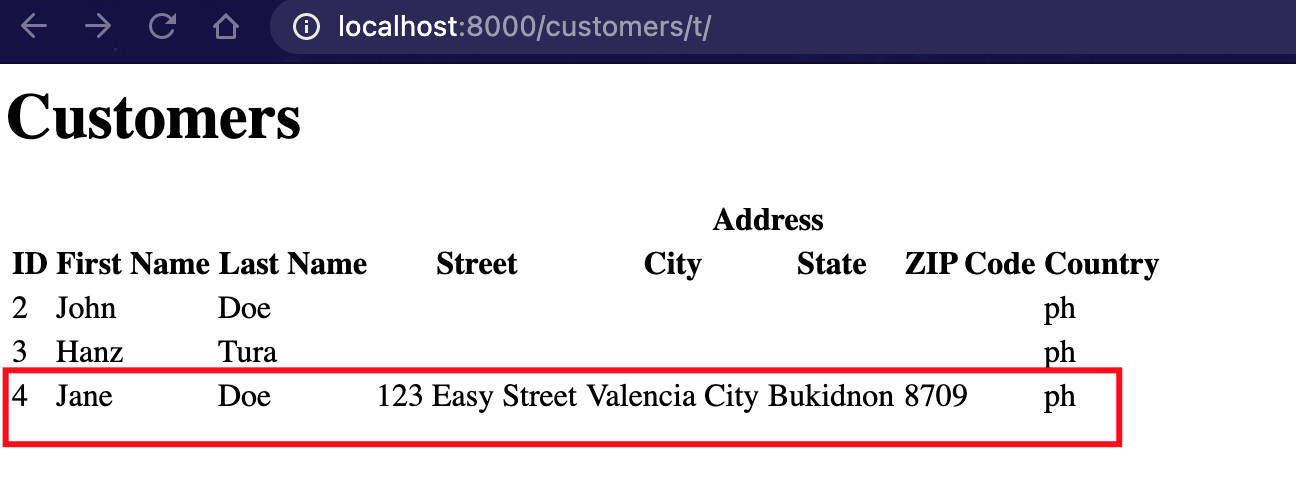 localhost:8000/customers/t/
Customers
Address
ID First Name Last Name Street City State ZIP Code Country
2 John Doe ph
3 Hanz Tura ph
4 Jane Doe 123 Easy Street Valencia City Bukidnon 8709 ph